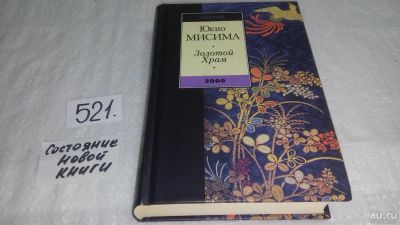 521.
Состояние
новой
книги
Юкио
МИСИМА
Золотой
Храм
2000
au.ru